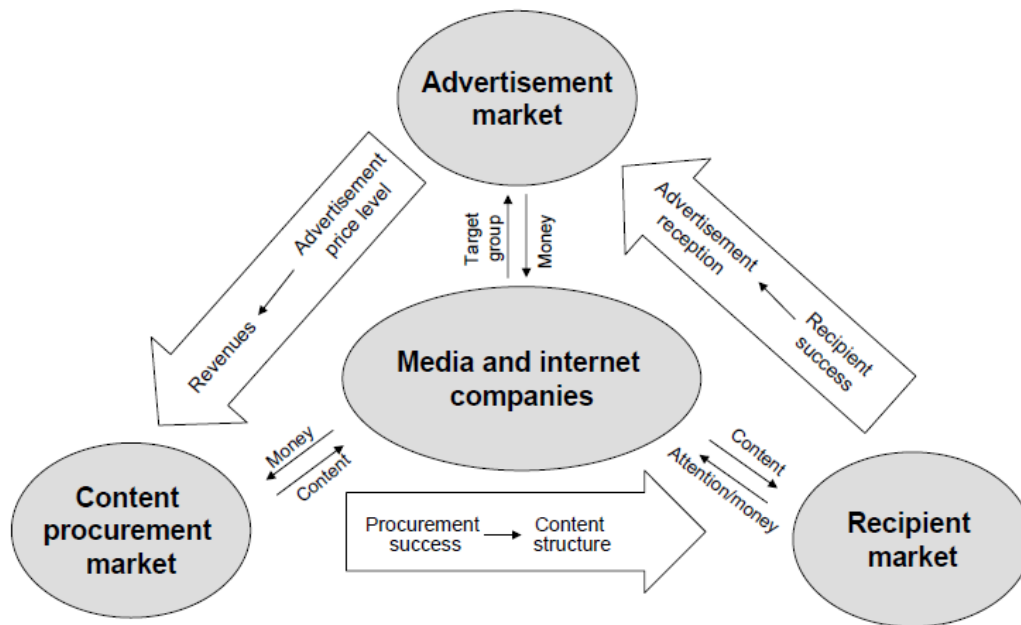 Advertisement
market
Advertisement
price level
Revenues
Target
group
Money
Advertisement
reception
Recipient
success
Media and internet
companies
Money
Content
Content
Attention/money
Content
procurement
market
Procurement
success
Content
structure
Recipient
market